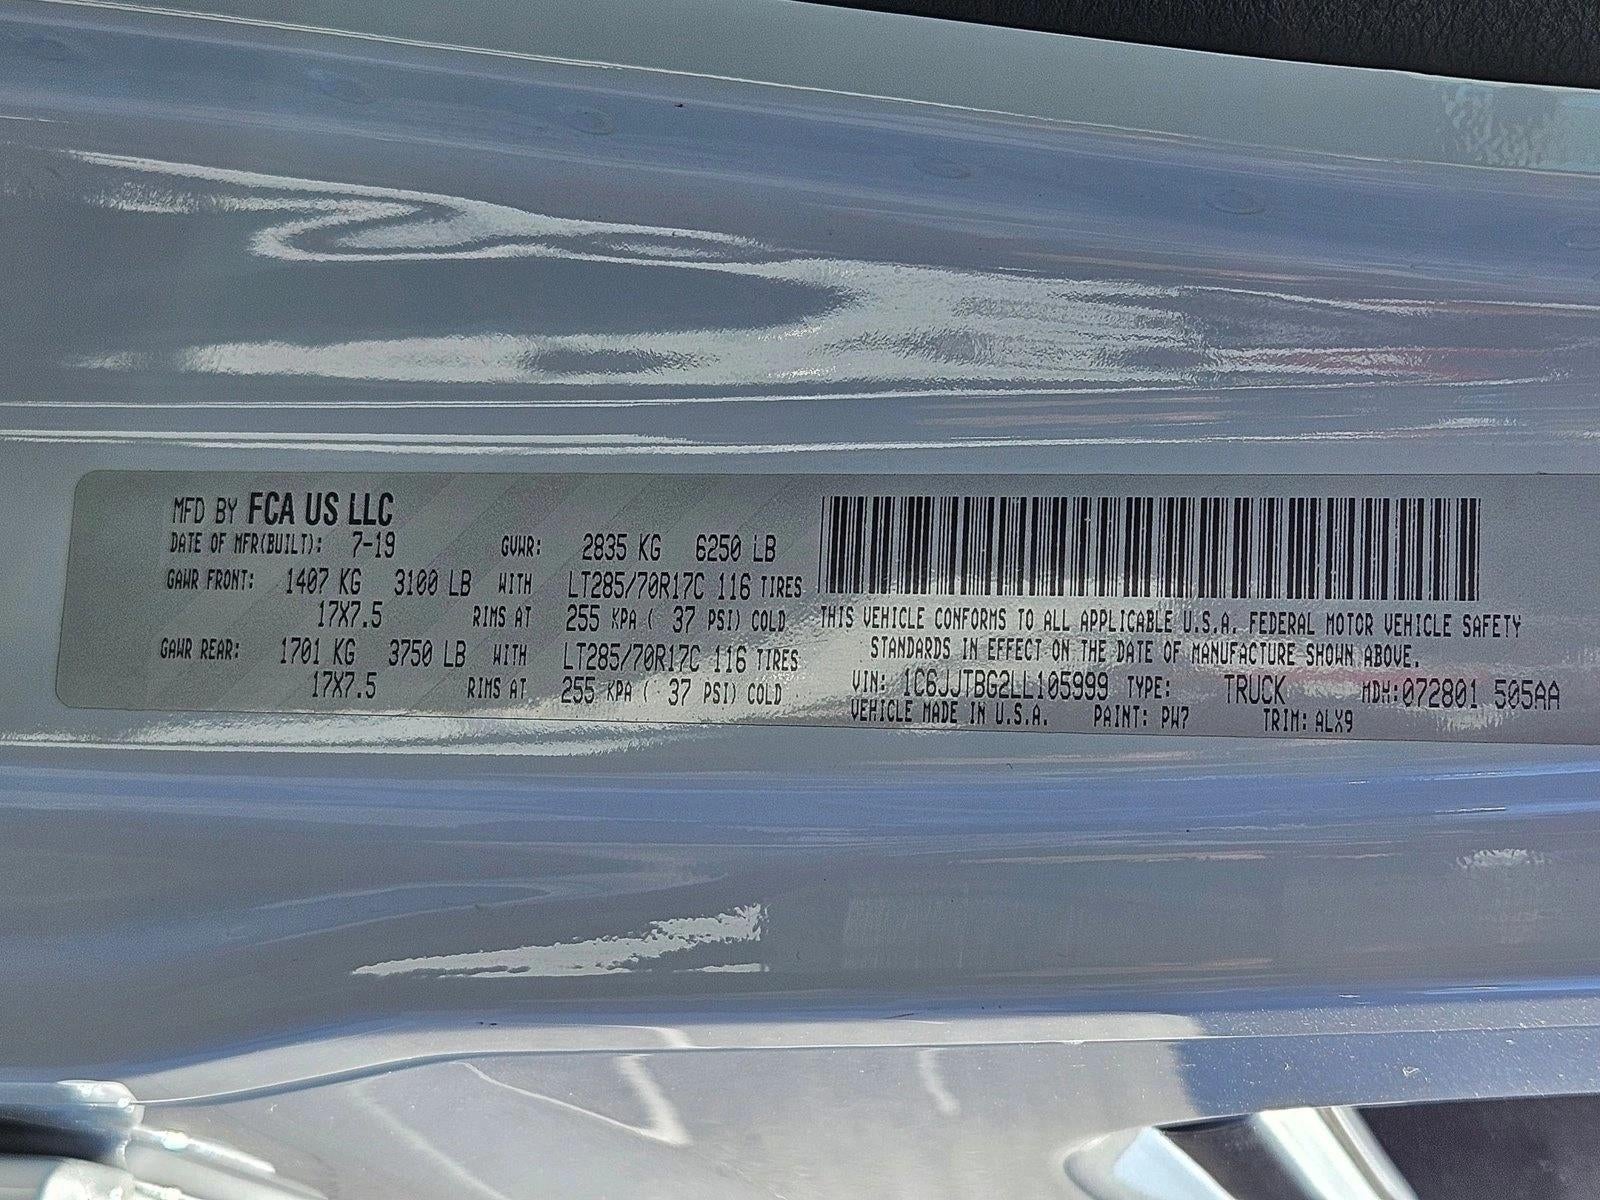 MFD BY FCA US LLC
DATE OF MFR(BUILT): 7-19 GVWR: 2835 KG 6250 LB
GAWR FRONT: 1407 KG 3100 LB WITH LT285/70R17C 116 TIRES
17X7.5 RIMS AT 255 KPA ( 37 PSI) COLD
GAWR REAR: 1701 KG 3750 LB WITH LT285/70R17C 116 TIRES
17X7.5 RIMS AT 255 KPA ( 37 PSI) COLD
THIS VEHICLE CONFORMS TO ALL APPLICABLE U.S.A. FEDERAL MOTOR VEHICLE SAFETY
STANDARDS IN EFFECT ON THE DATE OF MANUFACTURE SHOWN ABOVE.
VIN: 1C6JJTBG2LL105999 TYPE: TRUCK MDH:072801 505AA
VEHICLE MADE IN U.S.A. PAINT: PW7 TRIM: ALX9